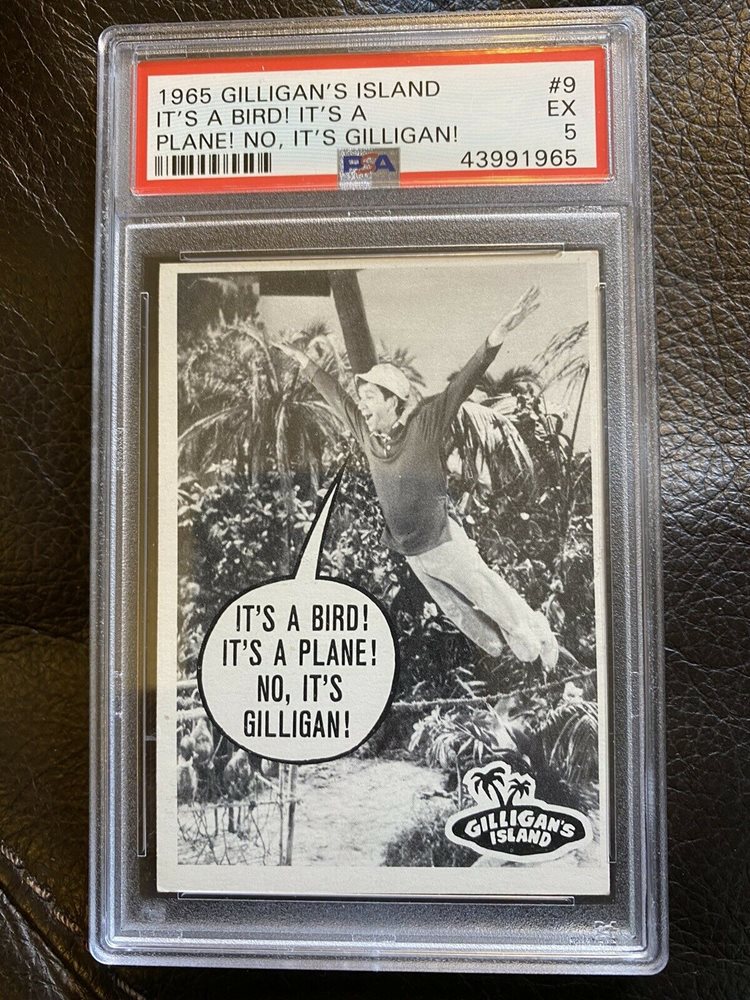 1965 GILLIGAN'S ISLAND #9
IT'S A BIRD! IT'S A EX
PLANE! NO, IT'S GILLIGAN! 5
PSA 43991965
IT'S A BIRD!
IT'S A PLANE!
NO, IT'S
GILLIGAN!
GILLIGAN'S
ISLAND